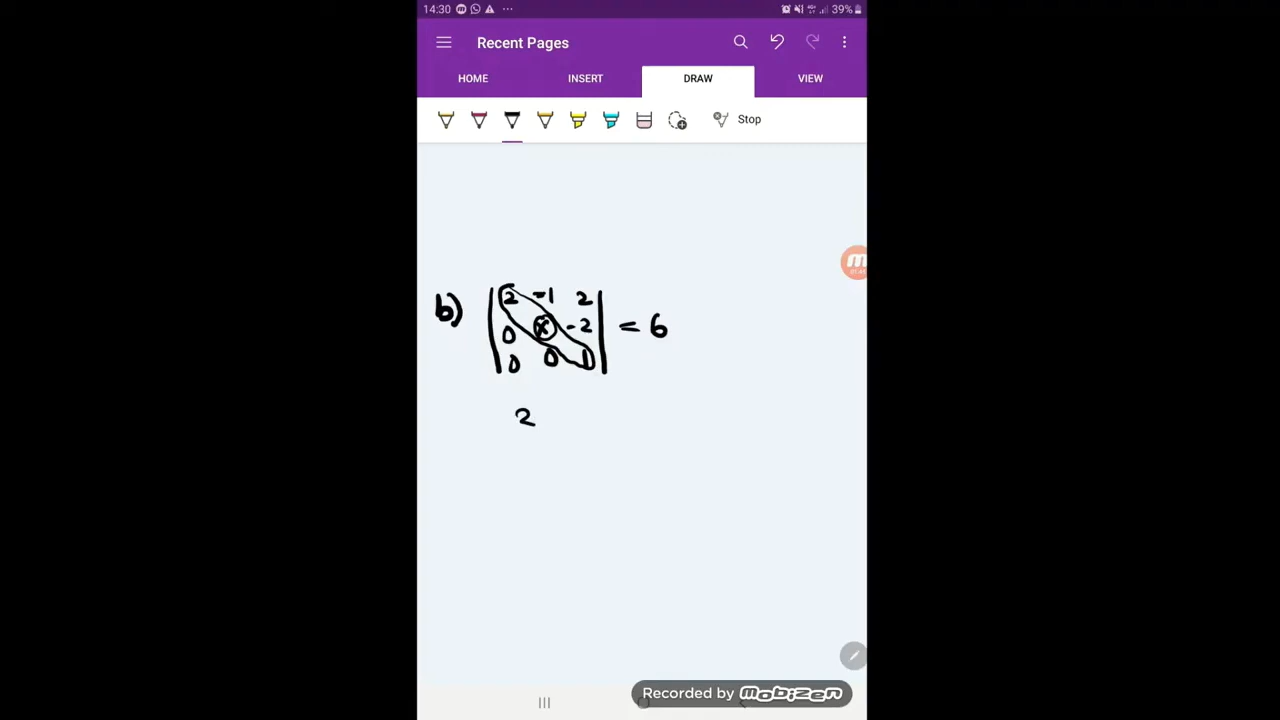 14:30 ... 39%
Recent Pages
HOME INSERT DRAW VIEW
Stop
b) | 2 -1 2 |
| 0 x -2 | = 6
| 0 0 1 |
2
Recorded by MOBIZEN